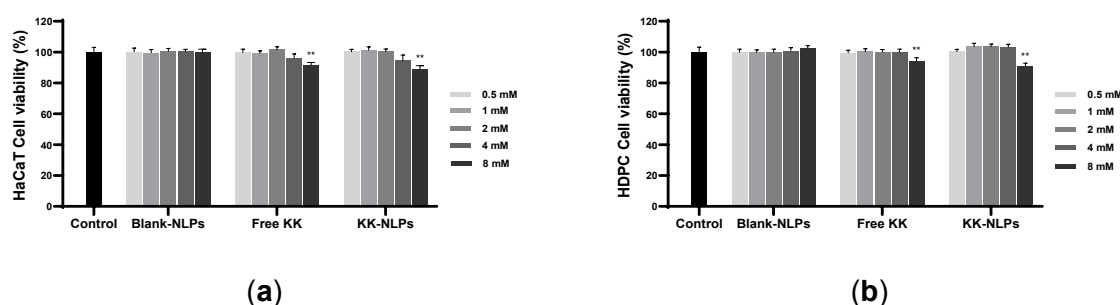 HaCaT Cell viability (%)
120
100
80
60
40
20
0
**
**
Control Blank-NLPs Free KK KK-NLPs
0.5 mM
1 mM
2 mM
4 mM
8 mM
(a)
HDPC Cell viability (%)
120
100
80
60
40
20
0
**
**
Control Blank-NLPs Free KK KK-NLPs
0.5 mM
1 mM
2 mM
4 mM
8 mM
(b)